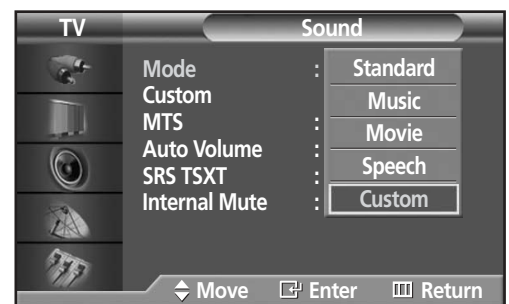 TV Sound
Mode : Standard
Custom Music
MTS : Movie
Auto Volume :
SRS TSXT : Speech
Internal Mute : Custom
Move Enter Return